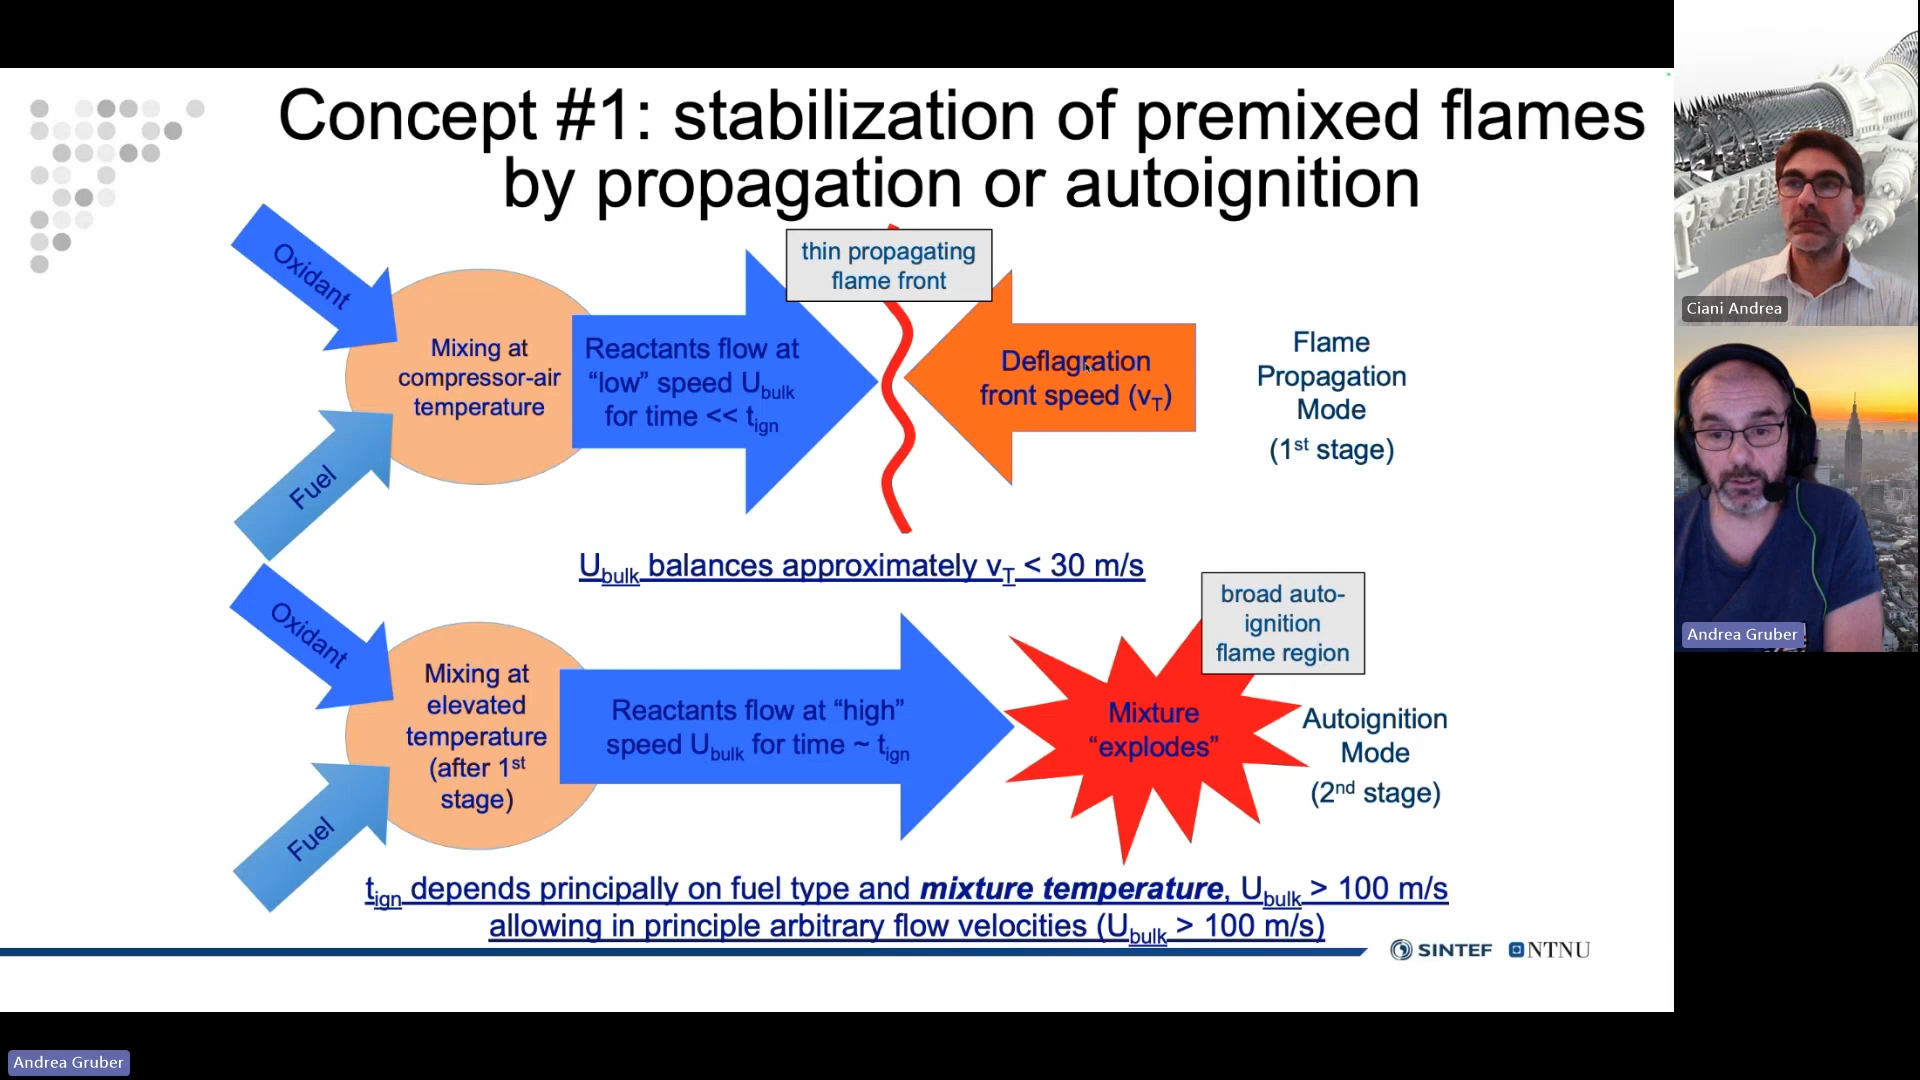 Concept #1: stabilization of premixed flames
by propagation or autoignition
Oxidant
Fuel
Mixing at
compressor-air
temperature
Reactants flow at
“low” speed Ubulk
for time << tign
thin propagating
flame front
Deflagration
front speed (vT)
Flame
Propagation
Mode
(1st stage)
Ubulk balances approximately vT < 30 m/s
Oxidant
Fuel
Mixing at
elevated
temperature
(after 1st
stage)
Reactants flow at “high”
speed Ubulk for time ~ tign
Mixture
“explodes”
broad auto-
ignition
flame region
Autoignition
Mode
(2nd stage)
tign depends principally on fuel type and mixture temperature, Ubulk > 100 m/s
allowing in principle arbitrary flow velocities (Ubulk > 100 m/s)
SINTEF NTNU
Ciani Andrea
Andrea Gruber
Andrea Gruber